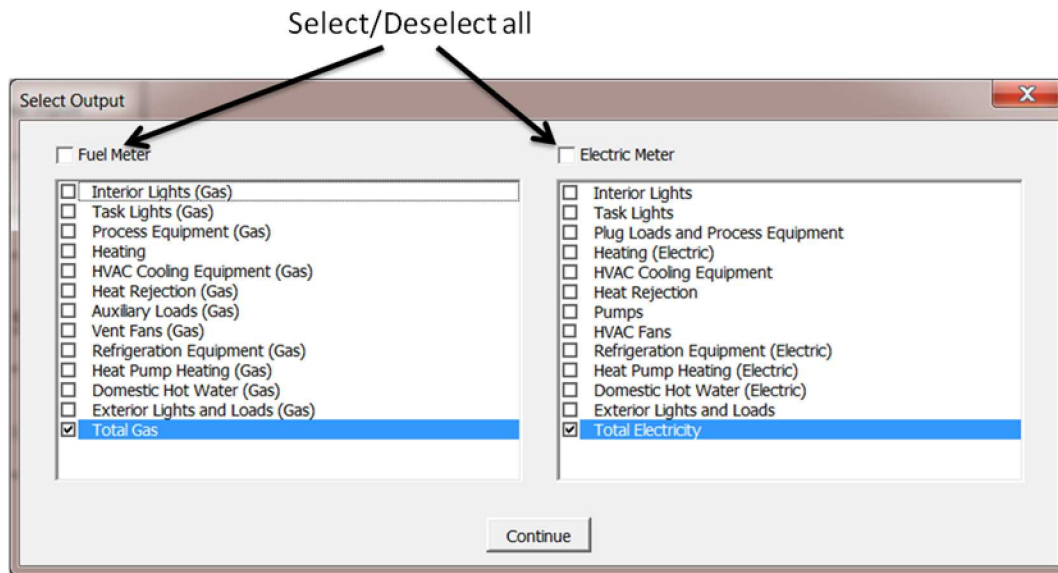 Select/Deselect all
Select Output
X
Fuel Meter
Interior Lights (Gas)
Task Lights (Gas)
Process Equipment (Gas)
Heating
HVAC Cooling Equipment (Gas)
Heat Rejection (Gas)
Auxiliary Loads (Gas)
Vent Fans (Gas)
Refrigeration Equipment (Gas)
Heat Pump Heating (Gas)
Domestic Hot Water (Gas)
Exterior Lights and Loads (Gas)
Total Gas
Electric Meter
Interior Lights
Task Lights
Plug Loads and Process Equipment
Heating (Electric)
HVAC Cooling Equipment
Heat Rejection
Pumps
HVAC Fans
Refrigeration Equipment (Electric)
Heat Pump Heating (Electric)
Domestic Hot Water (Electric)
Exterior Lights and Loads
Total Electricity
Continue